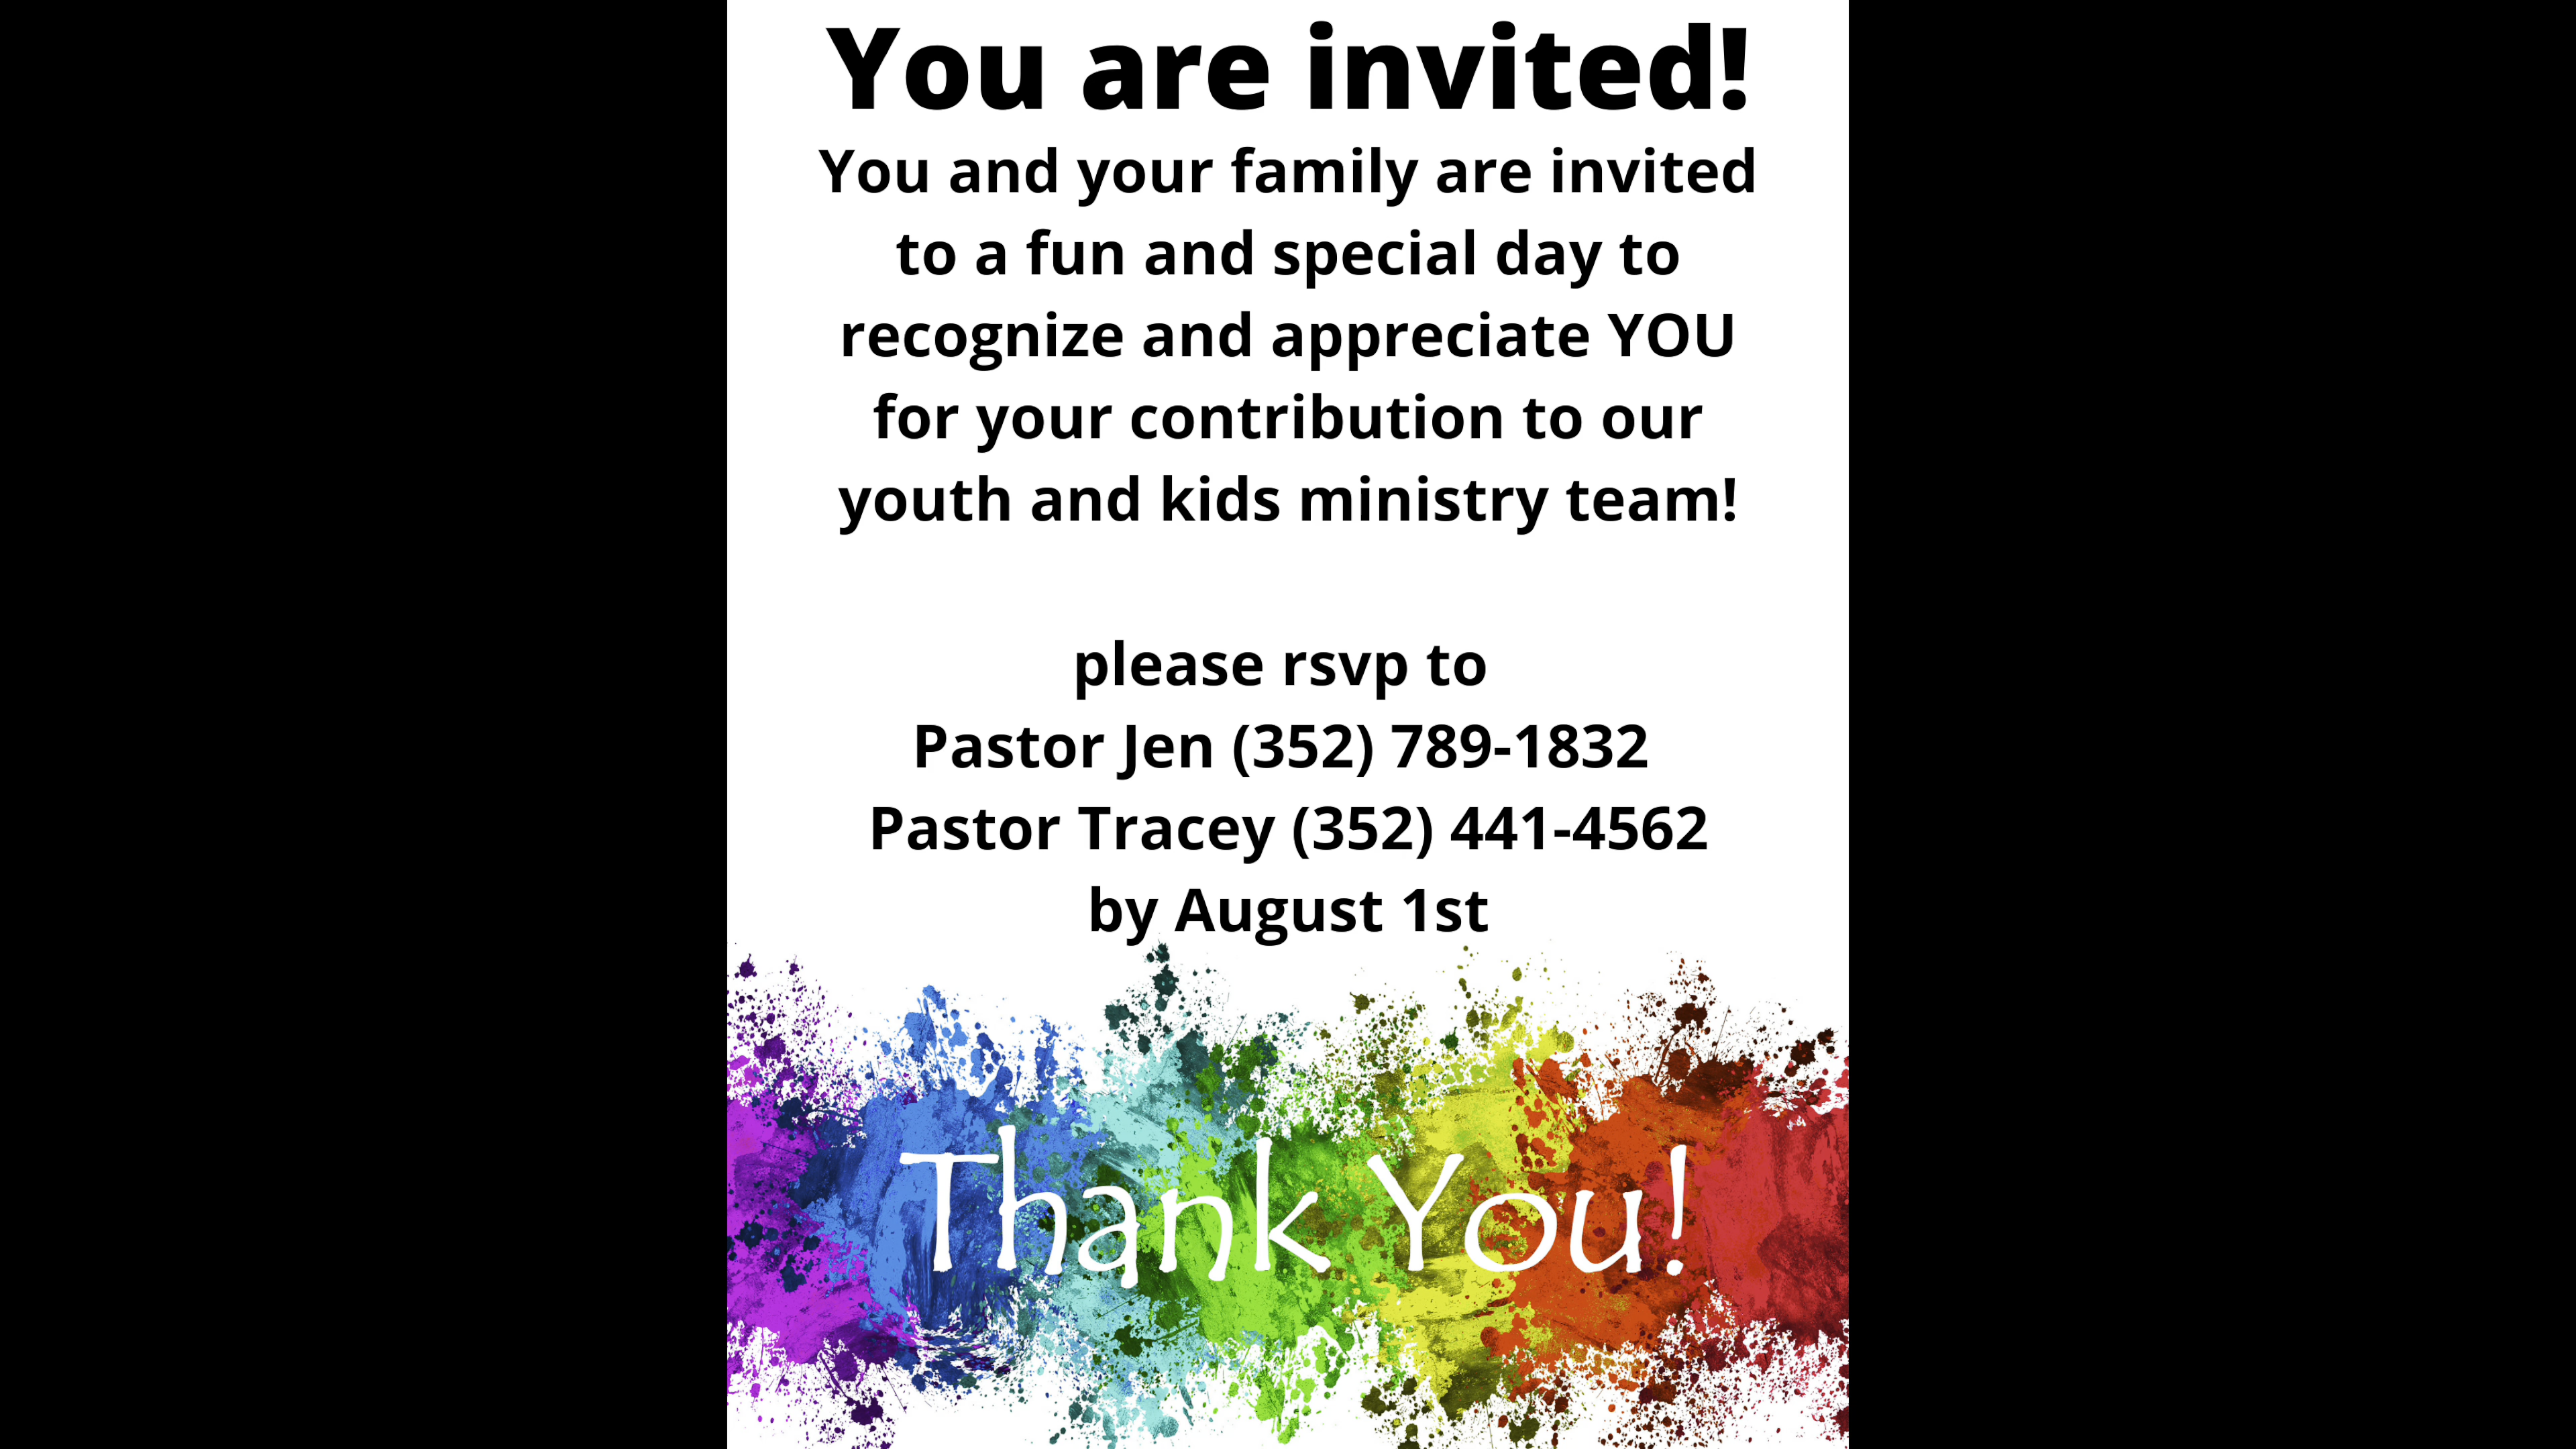 You are invited!
You and your family are invited
to a fun and special day to
recognize and appreciate YOU
for your contribution to our
youth and kids ministry team!
please rsvp to
Pastor Jen (352) 789-1832
Pastor Tracey (352) 441-4562
by August 1st
Thank You!